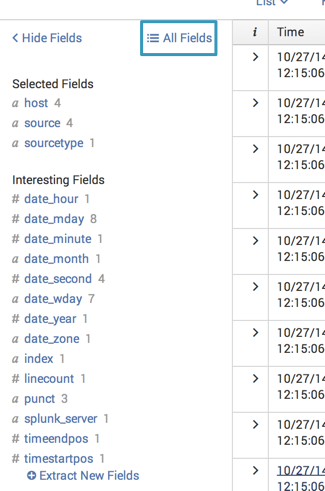 List
Hide Fields
All Fields
i Time
Selected Fields
a host 4
a source 4
a sourcetype 1
Interesting Fields
# date_hour 1
# date_mday 8
# date_minute 1
a date_month 1
# date_second 4
a date_wday 7
# date_year 1
a date_zone 1
a index 1
# linecount 1
a punct 3
a splunk_server 1
# timeendpos 1
# timestartpos 1
Extract New Fields
10/27/14
12:15:06
10/27/14
12:15:06
10/27/14
12:15:06
10/27/14
12:15:06
10/27/14
12:15:06
10/27/14
12:15:06
10/27/14
12:15:06
10/27/14
12:15:06
10/27/14
12:15:06
10/27/14
12:15:06